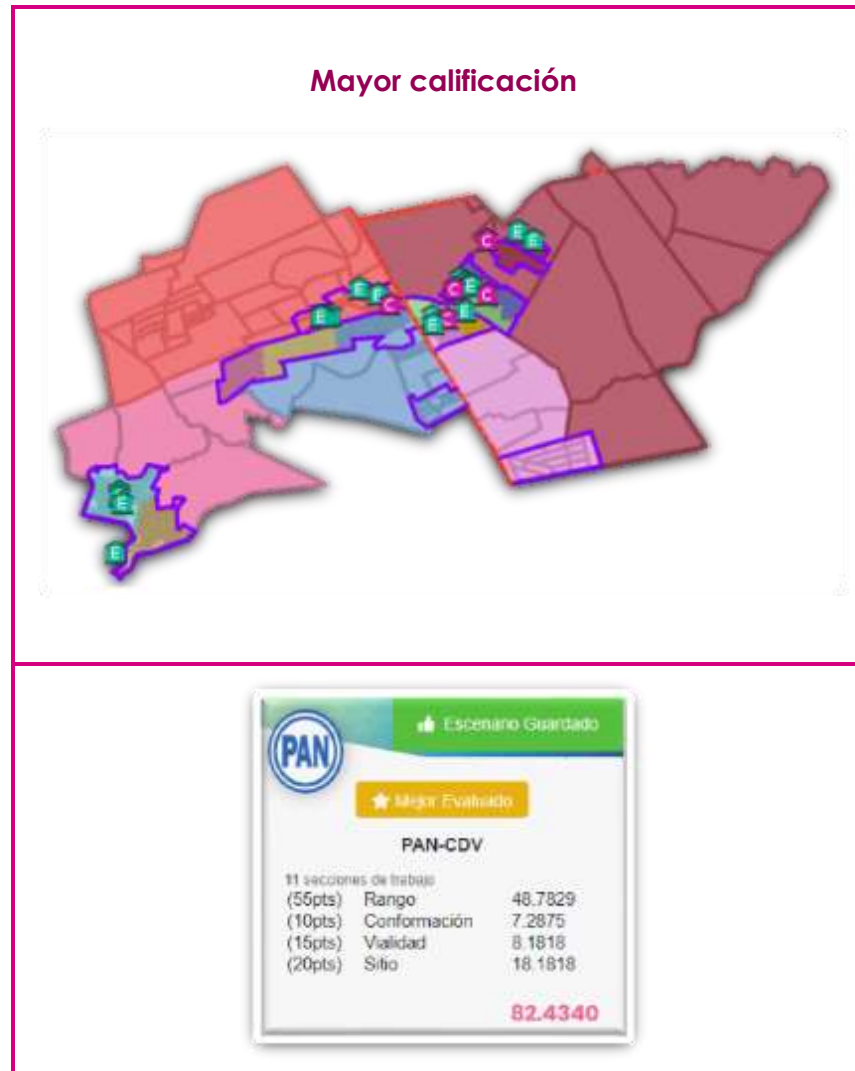 Mayor calificación
E E C
C E C
E E C
E C E
E
E
E
Escenario Guardado
PAN
Mejor Evaluado
PAN-CDV
11 secciones de trabajo
(55pts) Rango 48.7829
(10pts) Conformación 7.2875
(15pts) Vialidad 8.1818
(20pts) Sitio 18.1818
82.4340